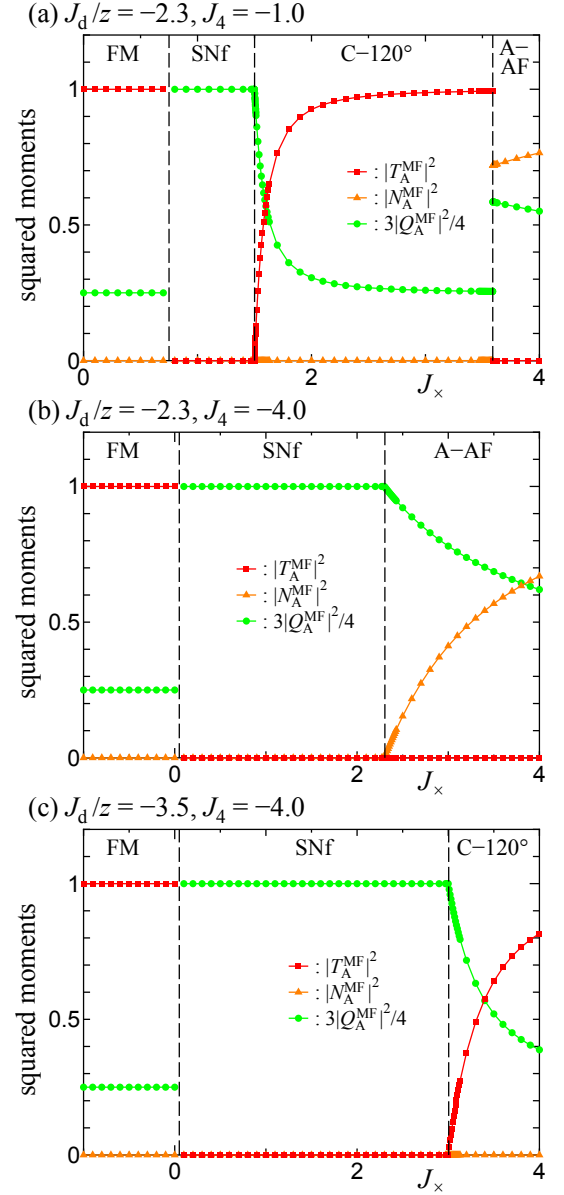 (a) J_d/z = −2.3, J_4 = −1.0
FM SNf C−120° A−
AF
1
0.5
0
squared moments
: |T_A^MF|^2
: |N_A^MF|^2
: 3|Q_A^MF|^2/4
0 2 J_× 4
(b) J_d/z = −2.3, J_4 = −4.0
FM SNf A−AF
1
0.5
0
squared moments
: |T_A^MF|^2
: |N_A^MF|^2
: 3|Q_A^MF|^2/4
0 2 J_× 4
(c) J_d/z = −3.5, J_4 = −4.0
FM SNf C−120°
1
0.5
0
squared moments
: |T_A^MF|^2
: |N_A^MF|^2
: 3|Q_A^MF|^2/4
0 2 J_× 4